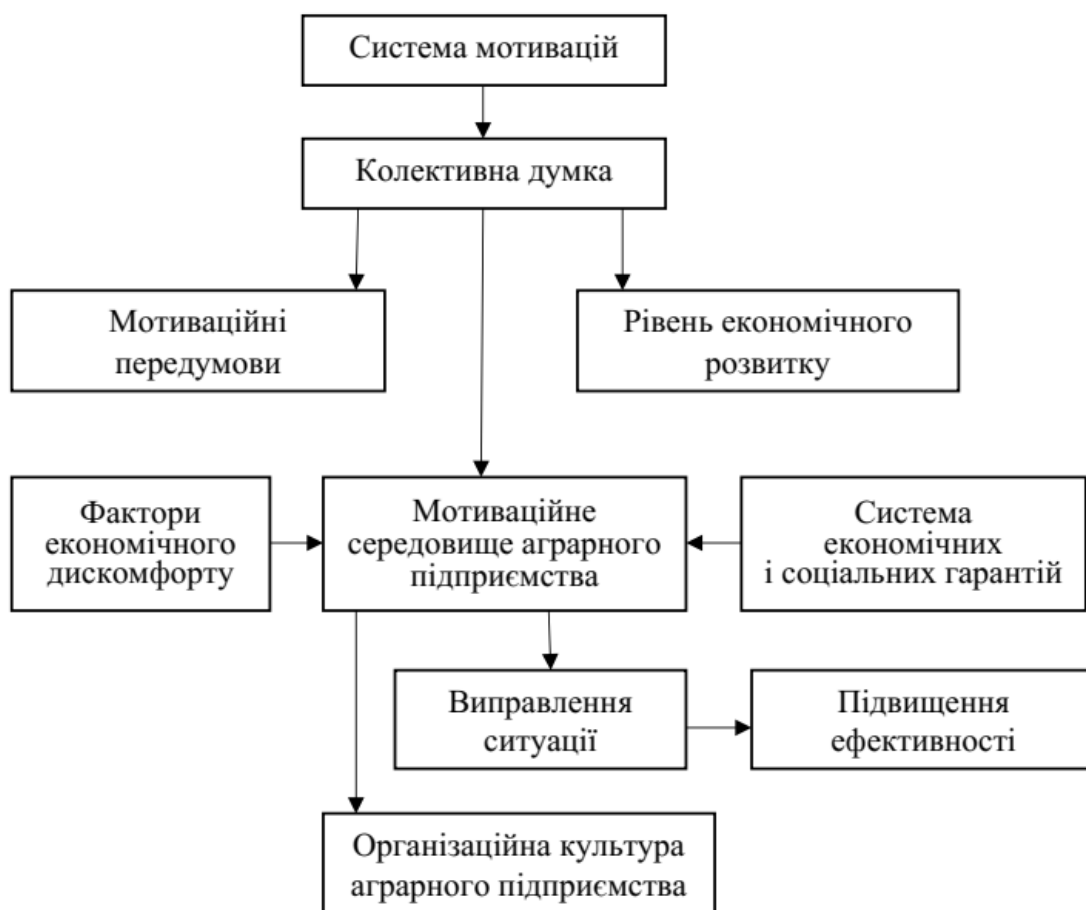 Система мотивацій
Колективна думка
Мотиваційні
передумови
Рівень економічного
розвитку
Фактори
економічного
дискомфорту
Мотиваційне
середовище аграрного
підприємства
Система
економічних
і соціальних гарантій
Виправлення
ситуації
Підвищення
ефективності
Організаційна культура
аграрного підприємства